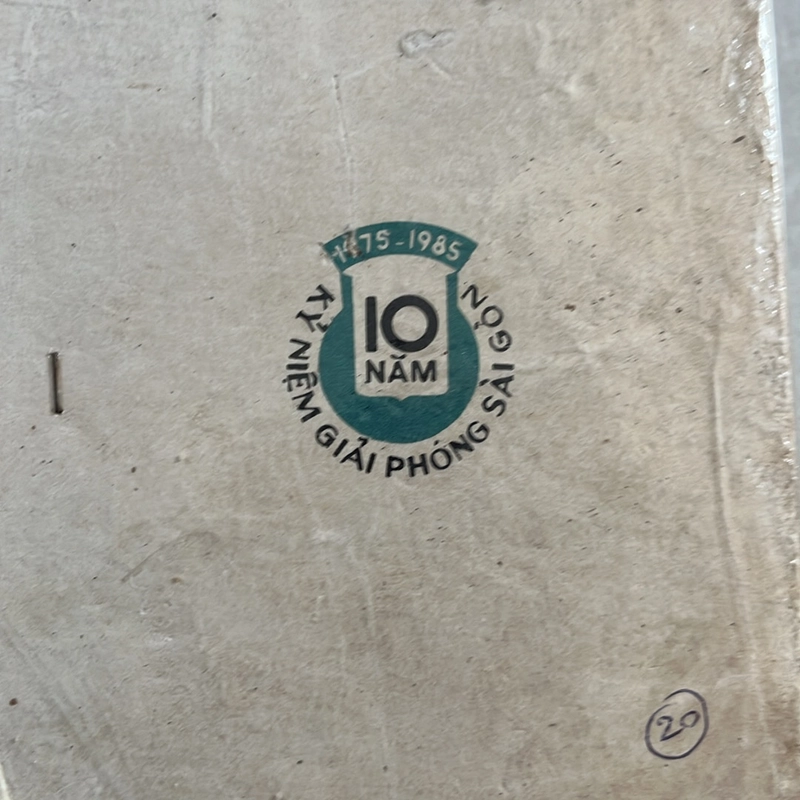 1975-1985
10
NĂM
KỶ NIỆM GIẢI PHÓNG SÀI GÒN
20